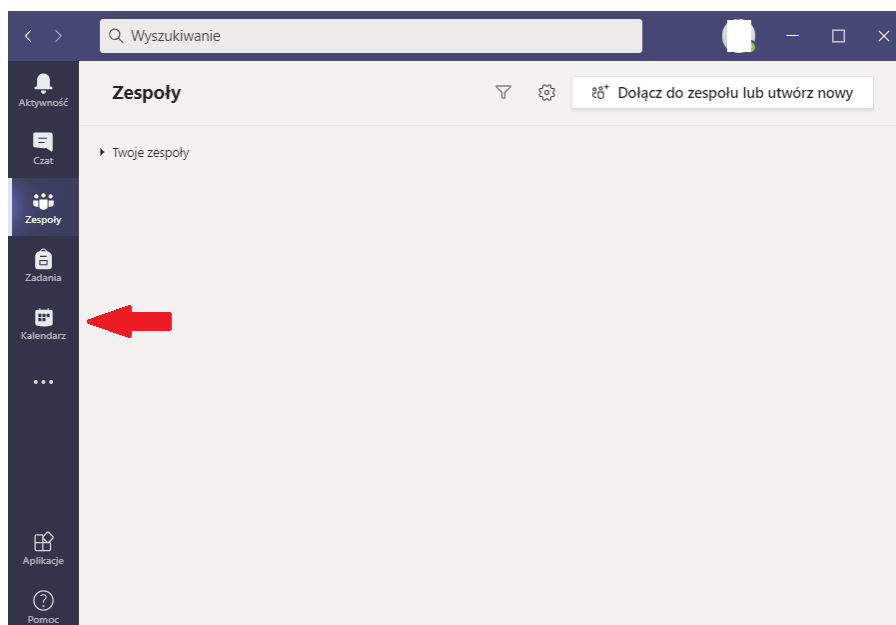 Wyszukiwanie
Aktywność
Czat
Zespoły
Zadania
Kalendarz
Aplikacje
Pomoc
Zespoły
Dołącz do zespołu lub utwórz nowy
Twoje zespoły